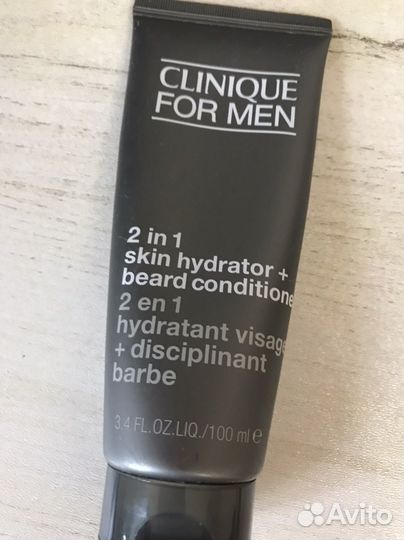 CLINIQUE
FOR MEN
2 in 1
skin hydrator +
beard conditione
2 en 1
hydratant visage
+ disciplinant
barbe
3.4 FL.OZ.LIQ./100 ml ℮
Avito